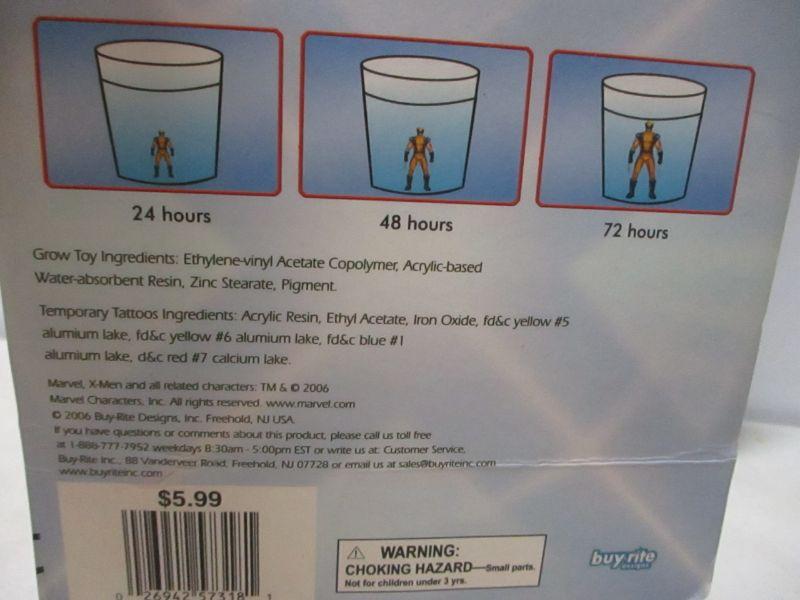 24 hours
48 hours
72 hours
Grow Toy Ingredients: Ethylene-vinyl Acetate Copolymer, Acrylic-based
Water-absorbent Resin, Zinc Stearate, Pigment.
Temporary Tattoos Ingredients: Acrylic Resin, Ethyl Acetate, Iron Oxide, fd&c yellow #5
alumium lake, fd&c yellow #6 alumium lake, fd&c blue #1
alumium lake, d&c red #7 calcium lake.
Marvel, X-Men and all related characters: TM & © 2006
Marvel Characters, Inc. All rights reserved. www.marvel.com
© 2006 Buy-Rite Designs, Inc. Freehold, NJ USA
If you have questions or comments about this product, please call us toll free
at 1-888-777-7952 weekdays 8:30am - 5:00pm EST or write us at: Customer Service,
Buy-Rite Inc., 88 Vanderveer Road, Freehold, NJ 07728 or email us at sales@buyriteinc.com
www.buyriteinc.com
$5.99
0 26942 57318 1
WARNING:
CHOKING HAZARD—Small parts.
Not for children under 3 yrs.
buy rite
designs